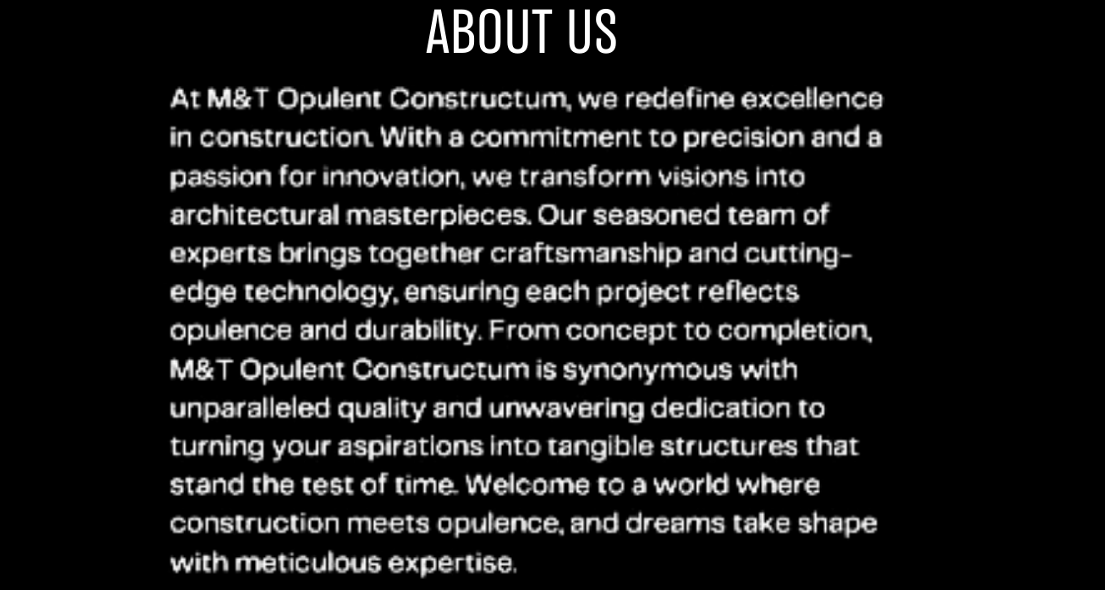 ABOUT US
At M&T Opulent Constructum, we redefine excellence
in construction. With a commitment to precision and a
passion for innovation, we transform visions into
architectural masterpieces. Our seasoned team of
experts brings together craftsmanship and cutting-
edge technology, ensuring each project reflects
opulence and durability. From concept to completion,
M&T Opulent Constructum is synonymous with
unparalleled quality and unwavering dedication to
turning your aspirations into tangible structures that
stand the test of time. Welcome to a world where
construction meets opulence, and dreams take shape
with meticulous expertise.